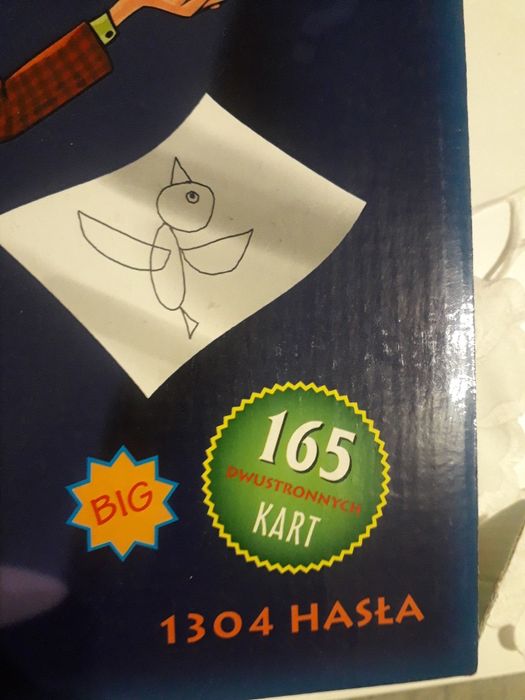 165
DWUSTRONNYCH
KART
BIG
1304 HASŁA